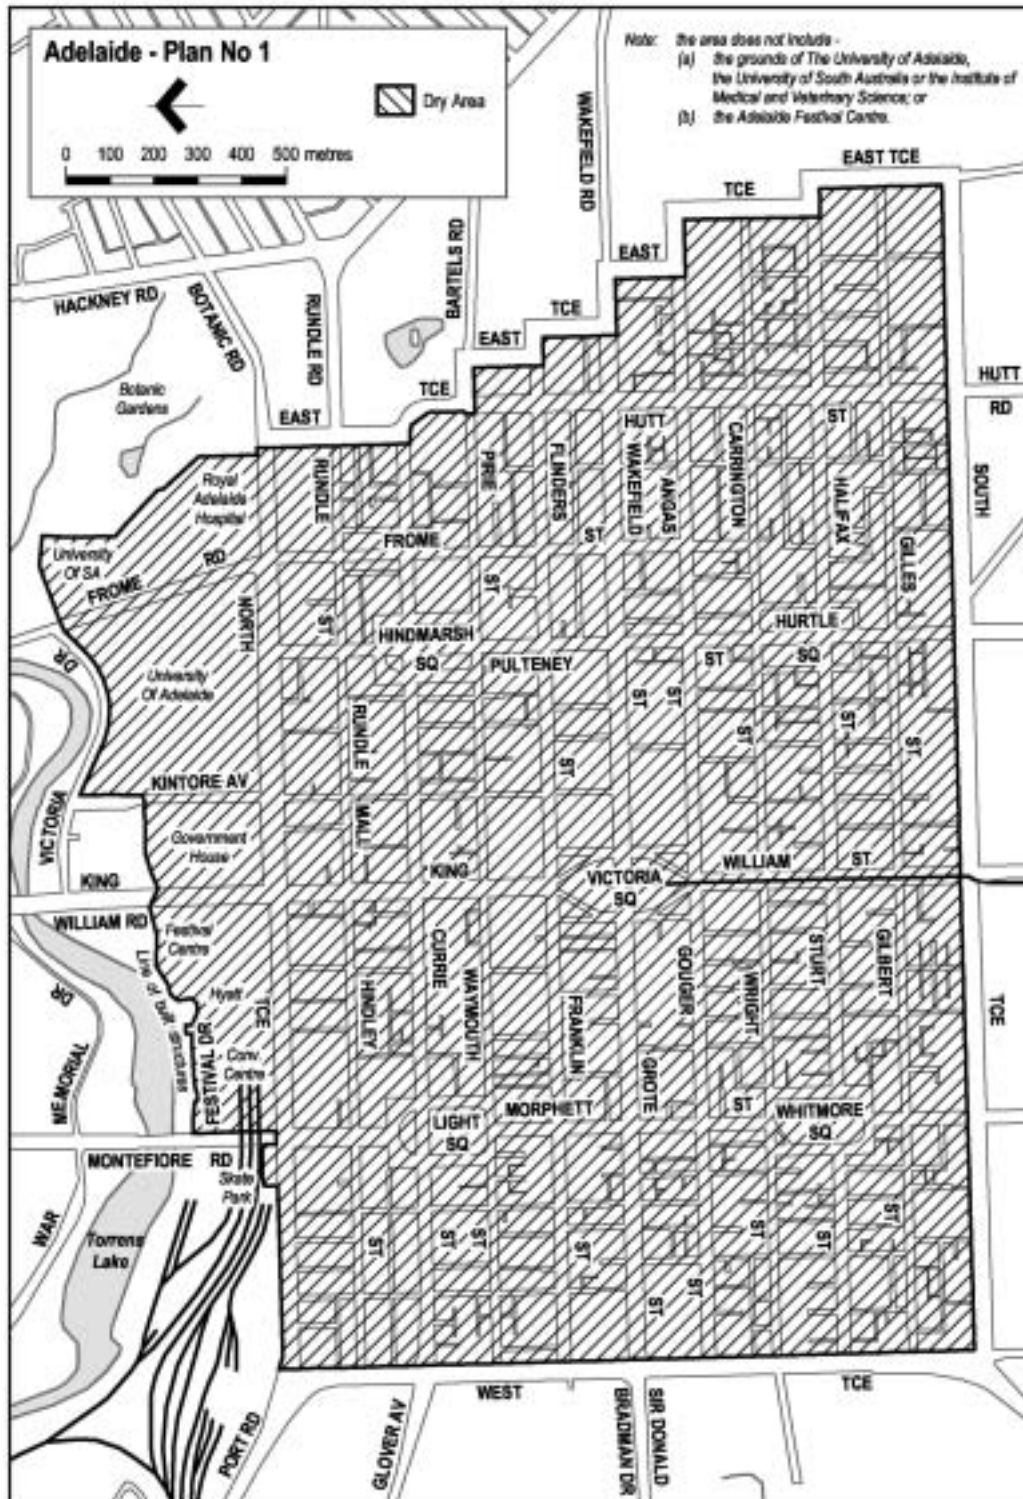 Adelaide - Plan No 1
Dry Area
0 100 200 300 400 500 metres
Note: the area does not include -
(a) the grounds of The University of Adelaide,
the University of South Australia or the Institute of
Medical and Veterinary Science; or
(b) the Adelaide Festival Centre.
WAKEFIELD RD
EAST TCE
TCE
EAST
BARTELS RD
TCE
EAST
HACKNEY RD
BOTANIC RD
RUNDLE RD
TCE
EAST
HUTT
RD
Botanic
Gardens
HUTT
ST
Royal
Adelaide
Hospital
RUNDLE
PIRIE
FLINDERS
WAKEFIELD
ANGAS
CARRINGTON
HALIFAX
GILLES
SOUTH
University
Of SA
FROME
RD
FROME
ST
NORTH
ST
ST
HINDMARSH
SQ
PULTENEY
ST
HURTLE
SQ
DR
University
Of Adelaide
RUNDLE
MALL
ST
ST
ST
ST
ST
ST
KINTORE AV
VICTORIA
Government
House
KING
WILLIAM
ST
KING
VICTORIA
SQ
WILLIAM RD
Festival
Centre
Line of built structures
DR
Hyatt
TCE
HINDLEY
CURRIE
WAYMOUTH
FRANKLIN
GOUGER
WRIGHT
STURT
GILBERT
TCE
MEMORIAL
FESTIVAL DR
Conv.
Centre
GROTE
LIGHT
SQ
MORPHETT
ST
WHITMORE
SQ
MONTEFIORE RD
Skate
Park
WAR
Torrens
Lake
ST
ST
ST
ST
ST
ST
ST
ST
ST
PORT RD
GLOVER AV
WEST
BRADMAN DR
SIR DONALD
TCE